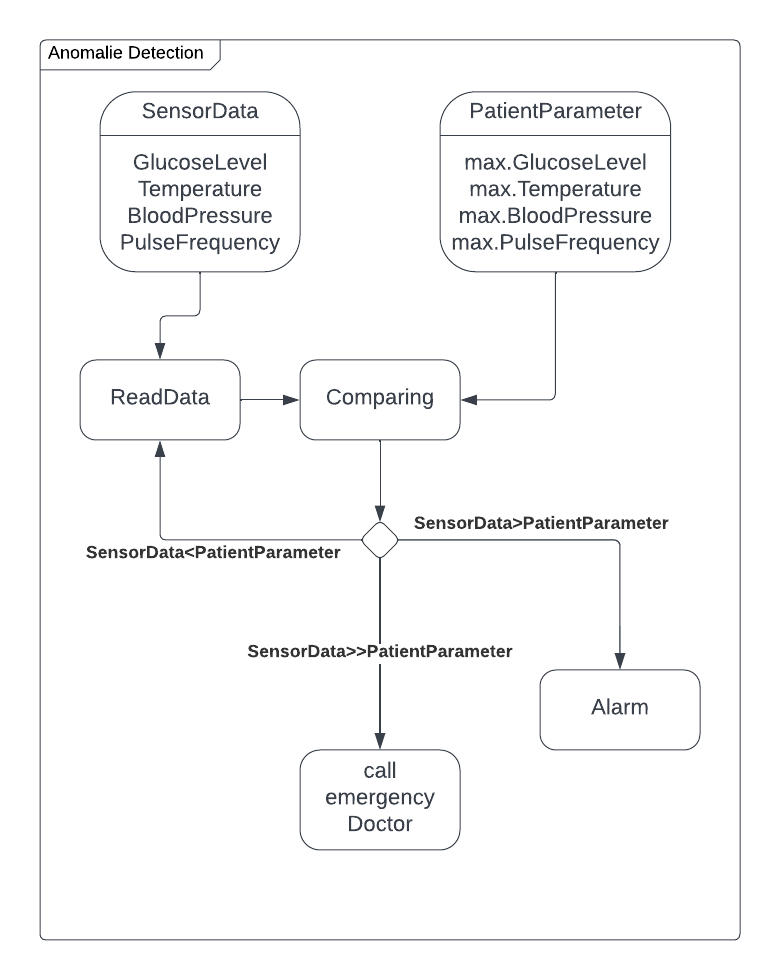 Anomalie Detection
SensorData
GlucoseLevel
Temperature
BloodPressure
PulseFrequency
PatientParameter
max.GlucoseLevel
max.Temperature
max.BloodPressure
max.PulseFrequency
ReadData
Comparing
SensorData>PatientParameter
SensorData<PatientParameter
SensorData>>PatientParameter
Alarm
call
emergency
Doctor